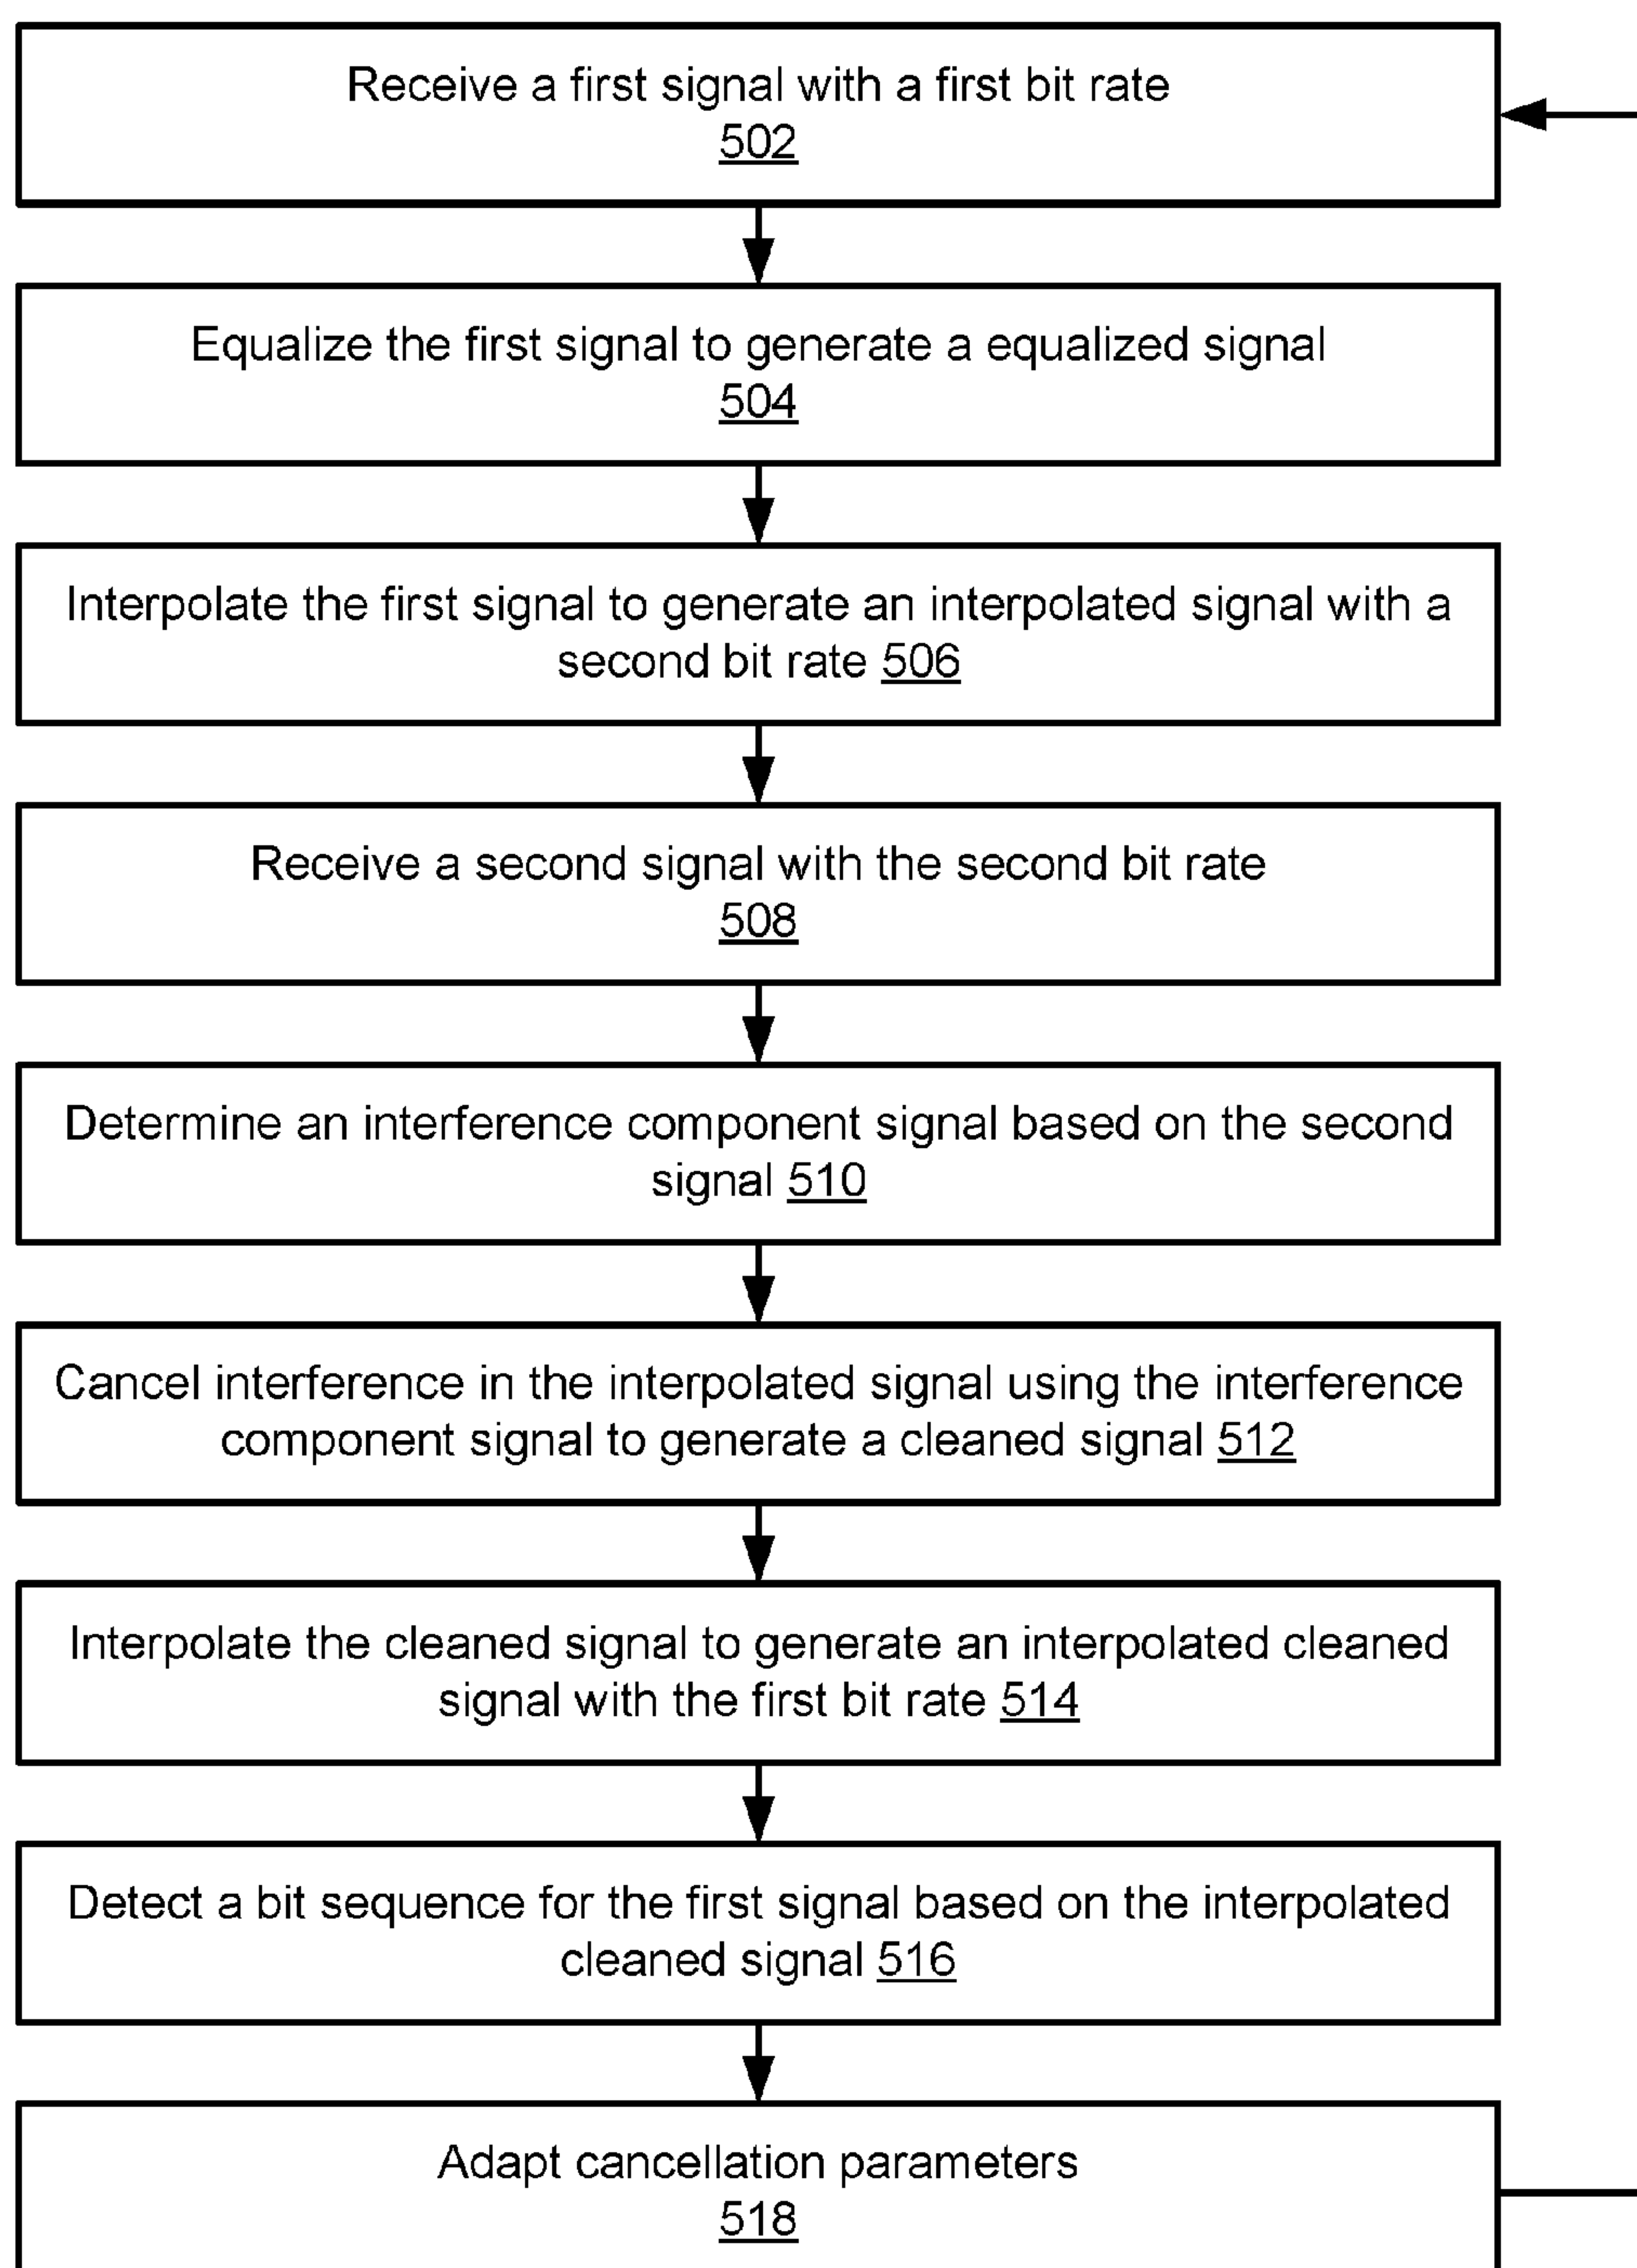 Receive a first signal with a first bit rate
502
Equalize the first signal to generate a equalized signal
504
Interpolate the first signal to generate an interpolated signal with a
second bit rate 506
Receive a second signal with the second bit rate
508
Determine an interference component signal based on the second
signal 510
Cancel interference in the interpolated signal using the interference
component signal to generate a cleaned signal 512
Interpolate the cleaned signal to generate an interpolated cleaned
signal with the first bit rate 514
Detect a bit sequence for the first signal based on the interpolated
cleaned signal 516
Adapt cancellation parameters
518